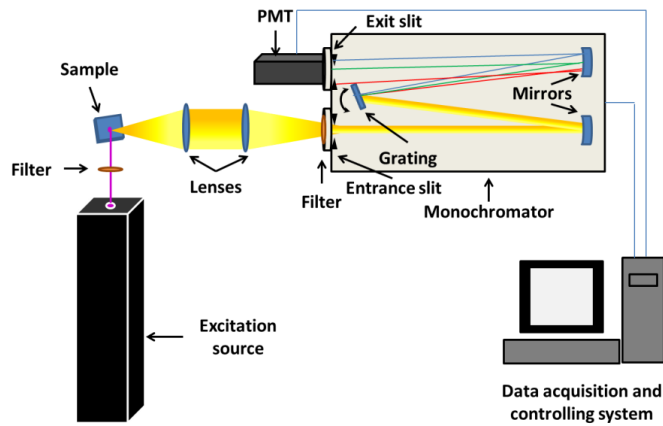 PMT
Exit slit
Sample
Mirrors
Grating
Filter
Lenses
Filter
Entrance slit
Monochromator
Excitation
source
Data acquisition and
controlling system